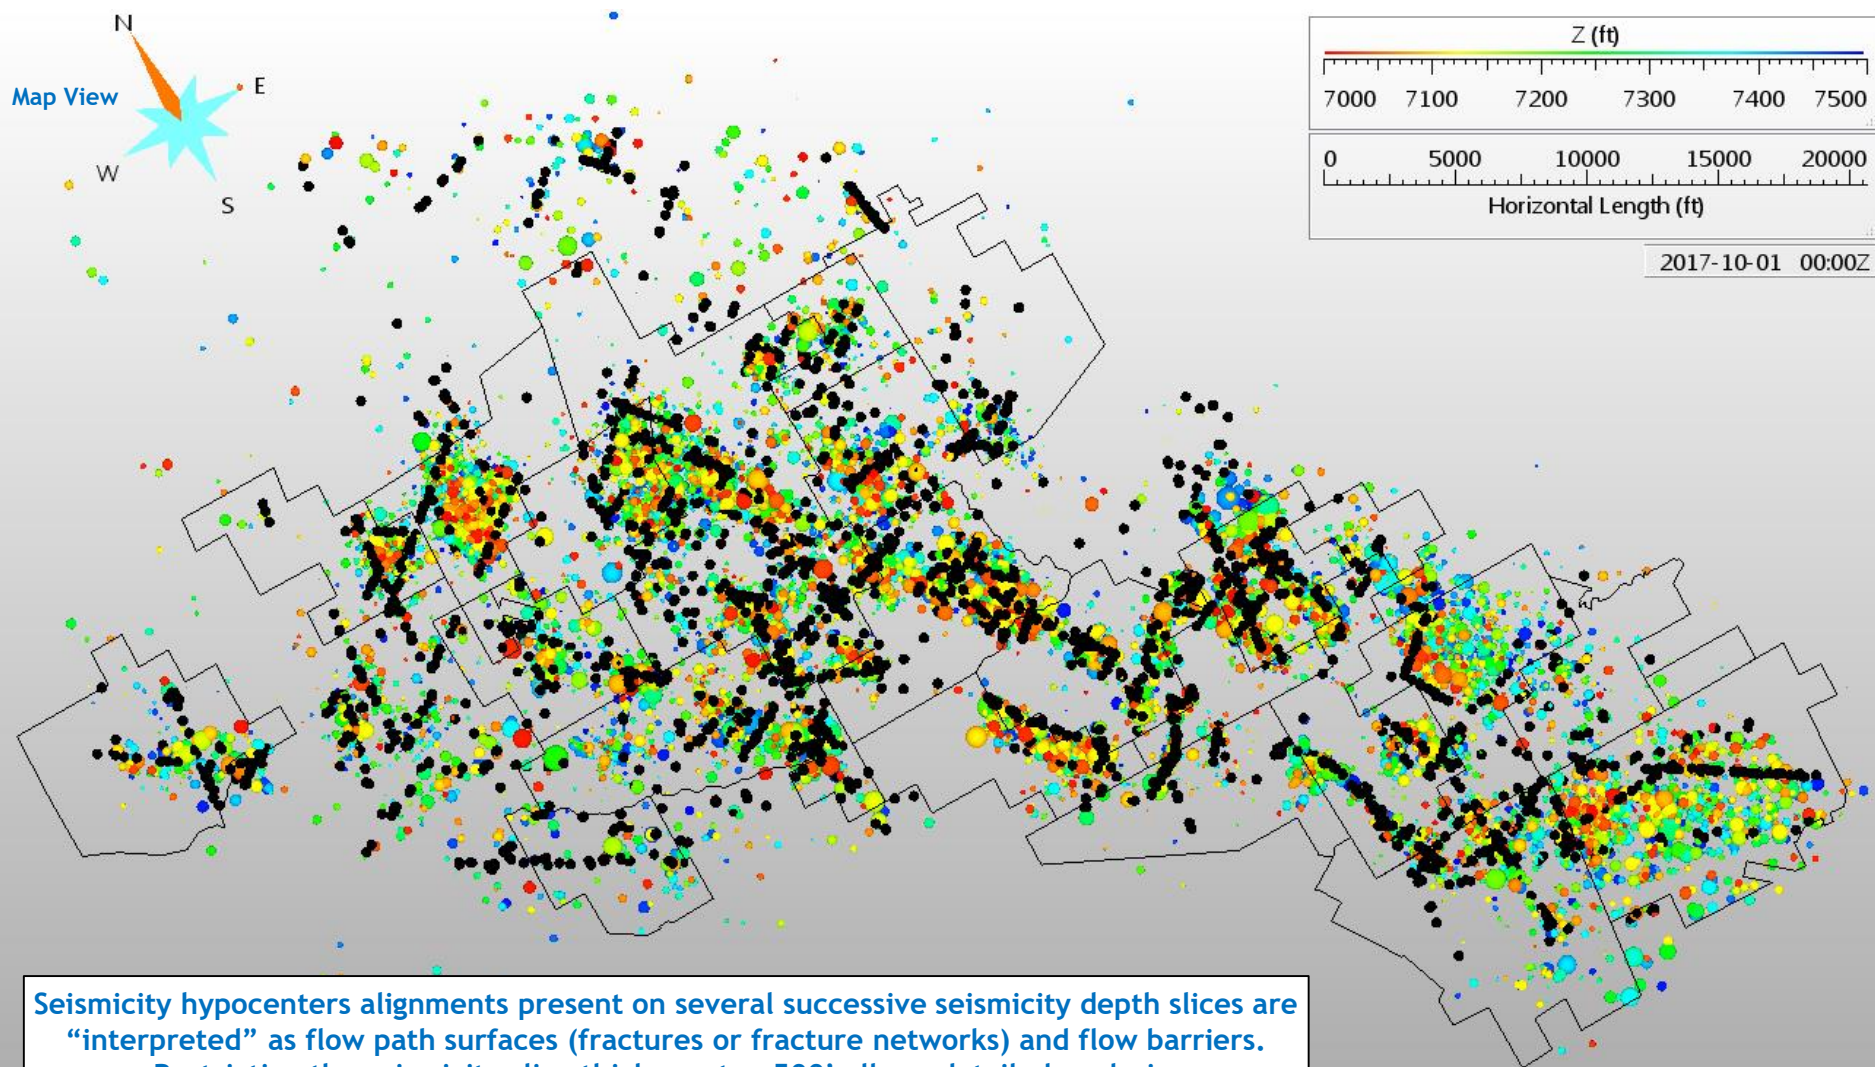 N
E
Map View
W
S
Z (ft)
7000 7100 7200 7300 7400 7500
0 5000 10000 15000 20000
Horizontal Length (ft)
2017-10-01 00:00Z
Seismicity hypocenters alignments present on several successive seismicity depth slices are
“interpreted” as flow path surfaces (fractures or fracture networks) and flow barriers.